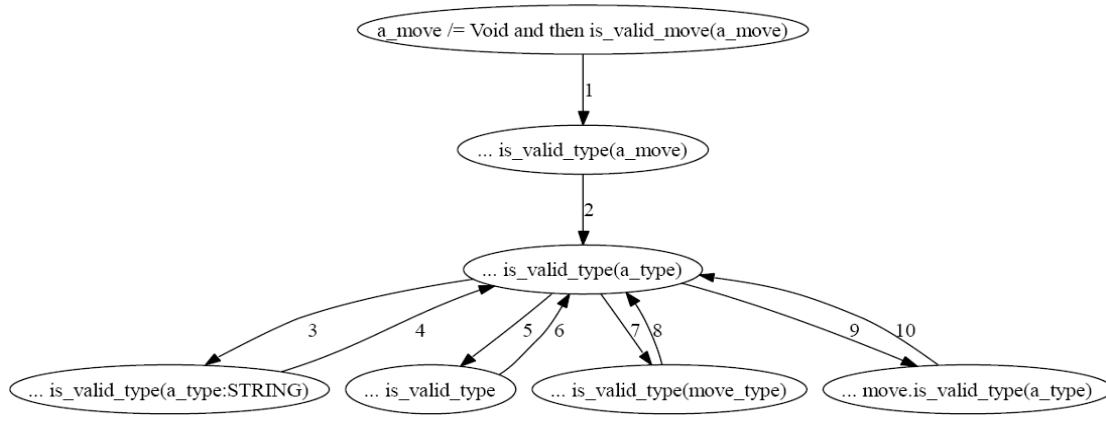 a_move /= Void and then is_valid_move(a_move)
1
... is_valid_type(a_move)
2
... is_valid_type(a_type)
3
4
5
6
7
8
9
10
... is_valid_type(a_type:STRING)
... is_valid_type
... is_valid_type(move_type)
... move.is_valid_type(a_type)